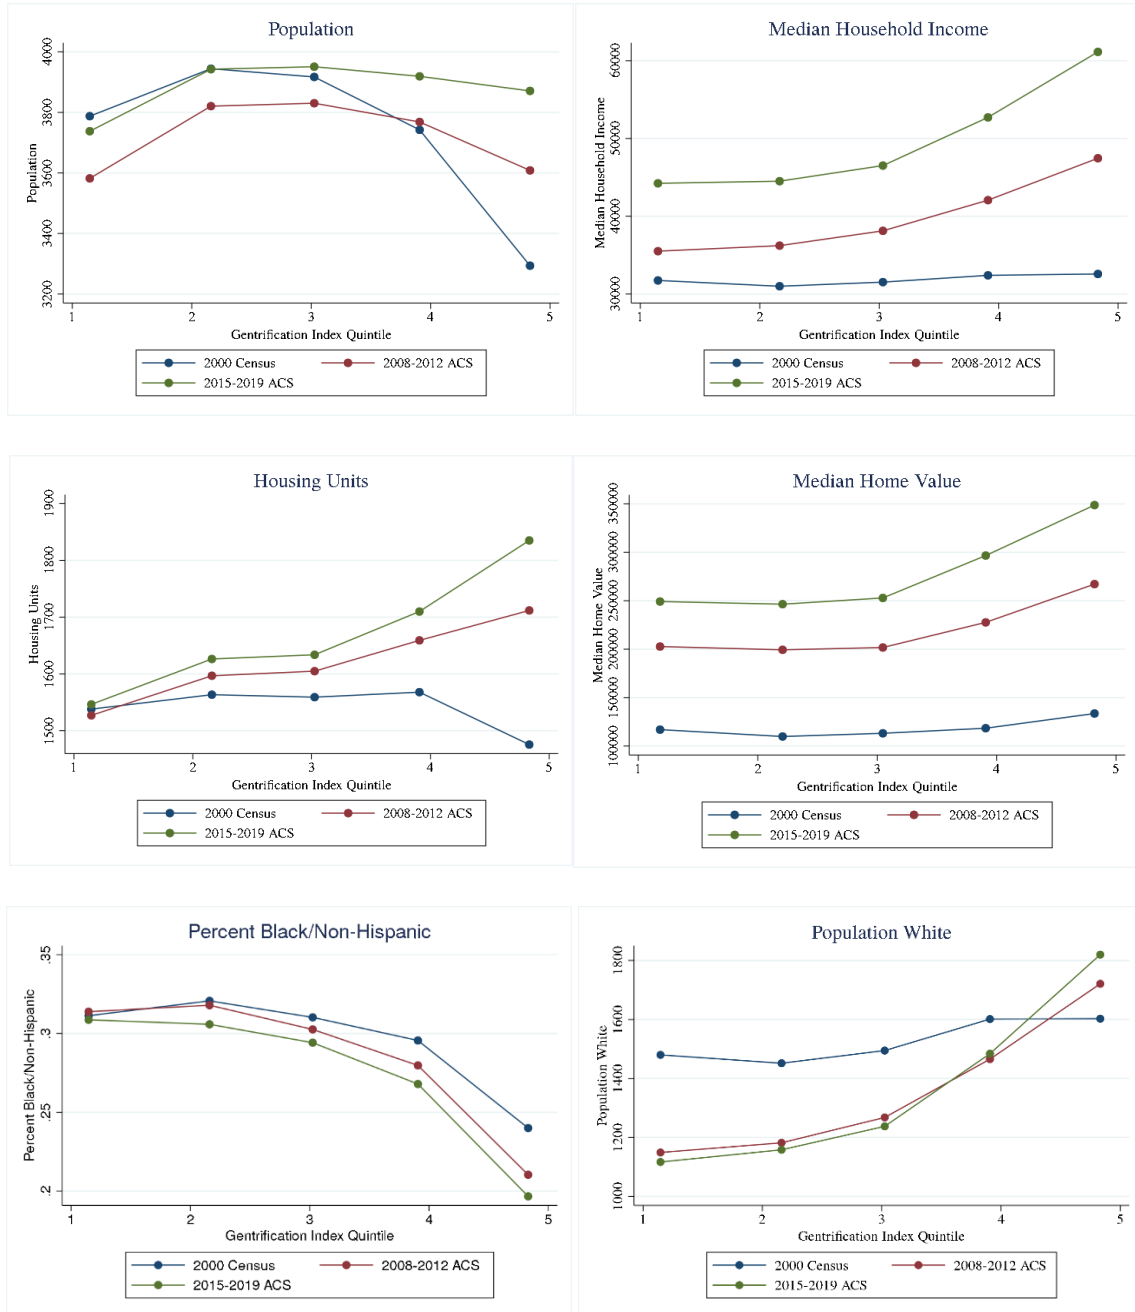 Population
Population
4000
3800
3600
3400
3200
1 2 3 4 5
Gentrification Index Quintile
2000 Census 2008-2012 ACS
2015-2019 ACS
Median Household Income
Median Household Income
60000
50000
40000
30000
1 2 3 4 5
Gentrification Index Quintile
2000 Census 2008-2012 ACS
2015-2019 ACS
Housing Units
Housing Units
1900
1800
1700
1600
1500
1 2 3 4 5
Gentrification Index Quintile
2000 Census 2008-2012 ACS
2015-2019 ACS
Median Home Value
Median Home Value
350000
300000
250000
200000
150000
100000
1 2 3 4 5
Gentrification Index Quintile
2000 Census 2008-2012 ACS
2015-2019 ACS
Percent Black/Non-Hispanic
Percent Black/Non-Hispanic
.35
.3
.25
.2
1 2 3 4 5
Gentrification Index Quintile
2000 Census 2008-2012 ACS
2015-2019 ACS
Population White
Population White
1800
1600
1400
1200
1000
1 2 3 4 5
Gentrification Index Quintile
2000 Census 2008-2012 ACS
2015-2019 ACS